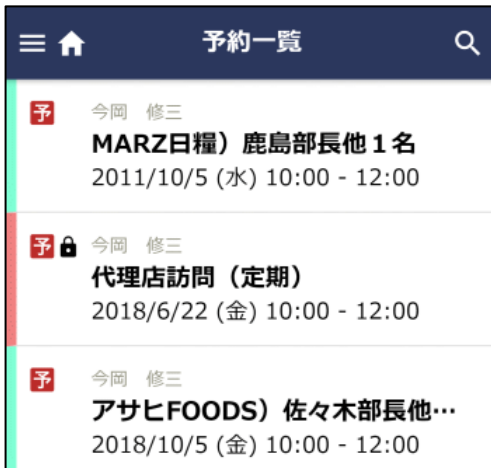 予約一覧
予 今岡 修三
MARZ日糧）鹿島部長他１名
2011/10/5 (水) 10:00 - 12:00
予 今岡 修三
代理店訪問（定期）
2018/6/22 (金) 10:00 - 12:00
予 今岡 修三
アサヒFOODS）佐々木部長他…
2018/10/5 (金) 10:00 - 12:00